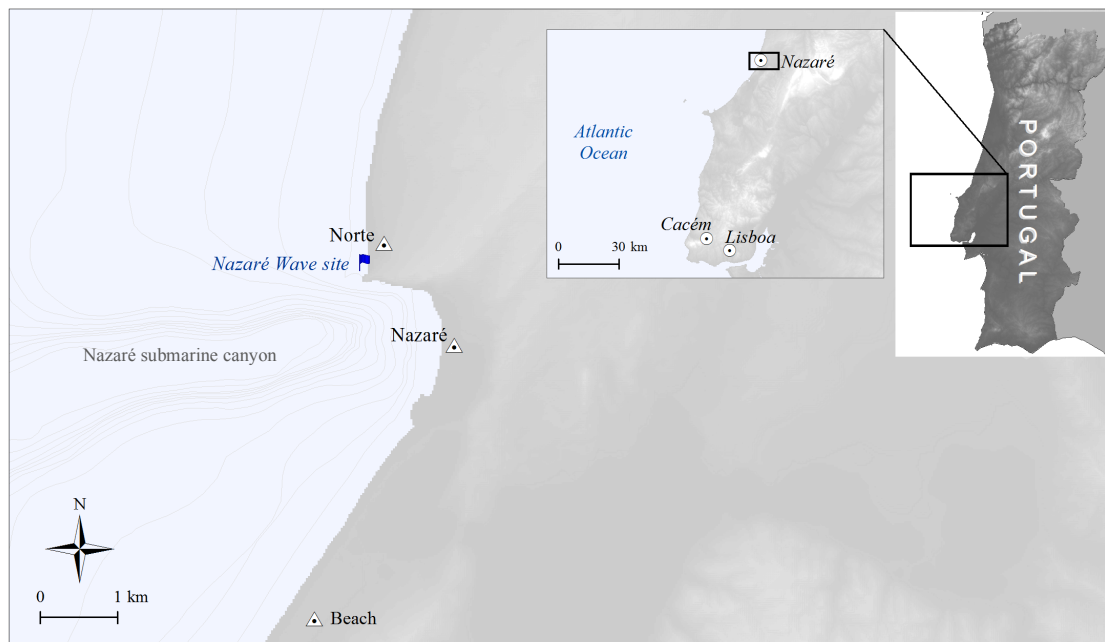 Norte
Nazaré Wave site
Nazaré
Nazaré submarine canyon
N
0 1 km
Beach
Nazaré
Atlantic
Ocean
Cacém
Lisboa
0 30 km
PORTUGAL